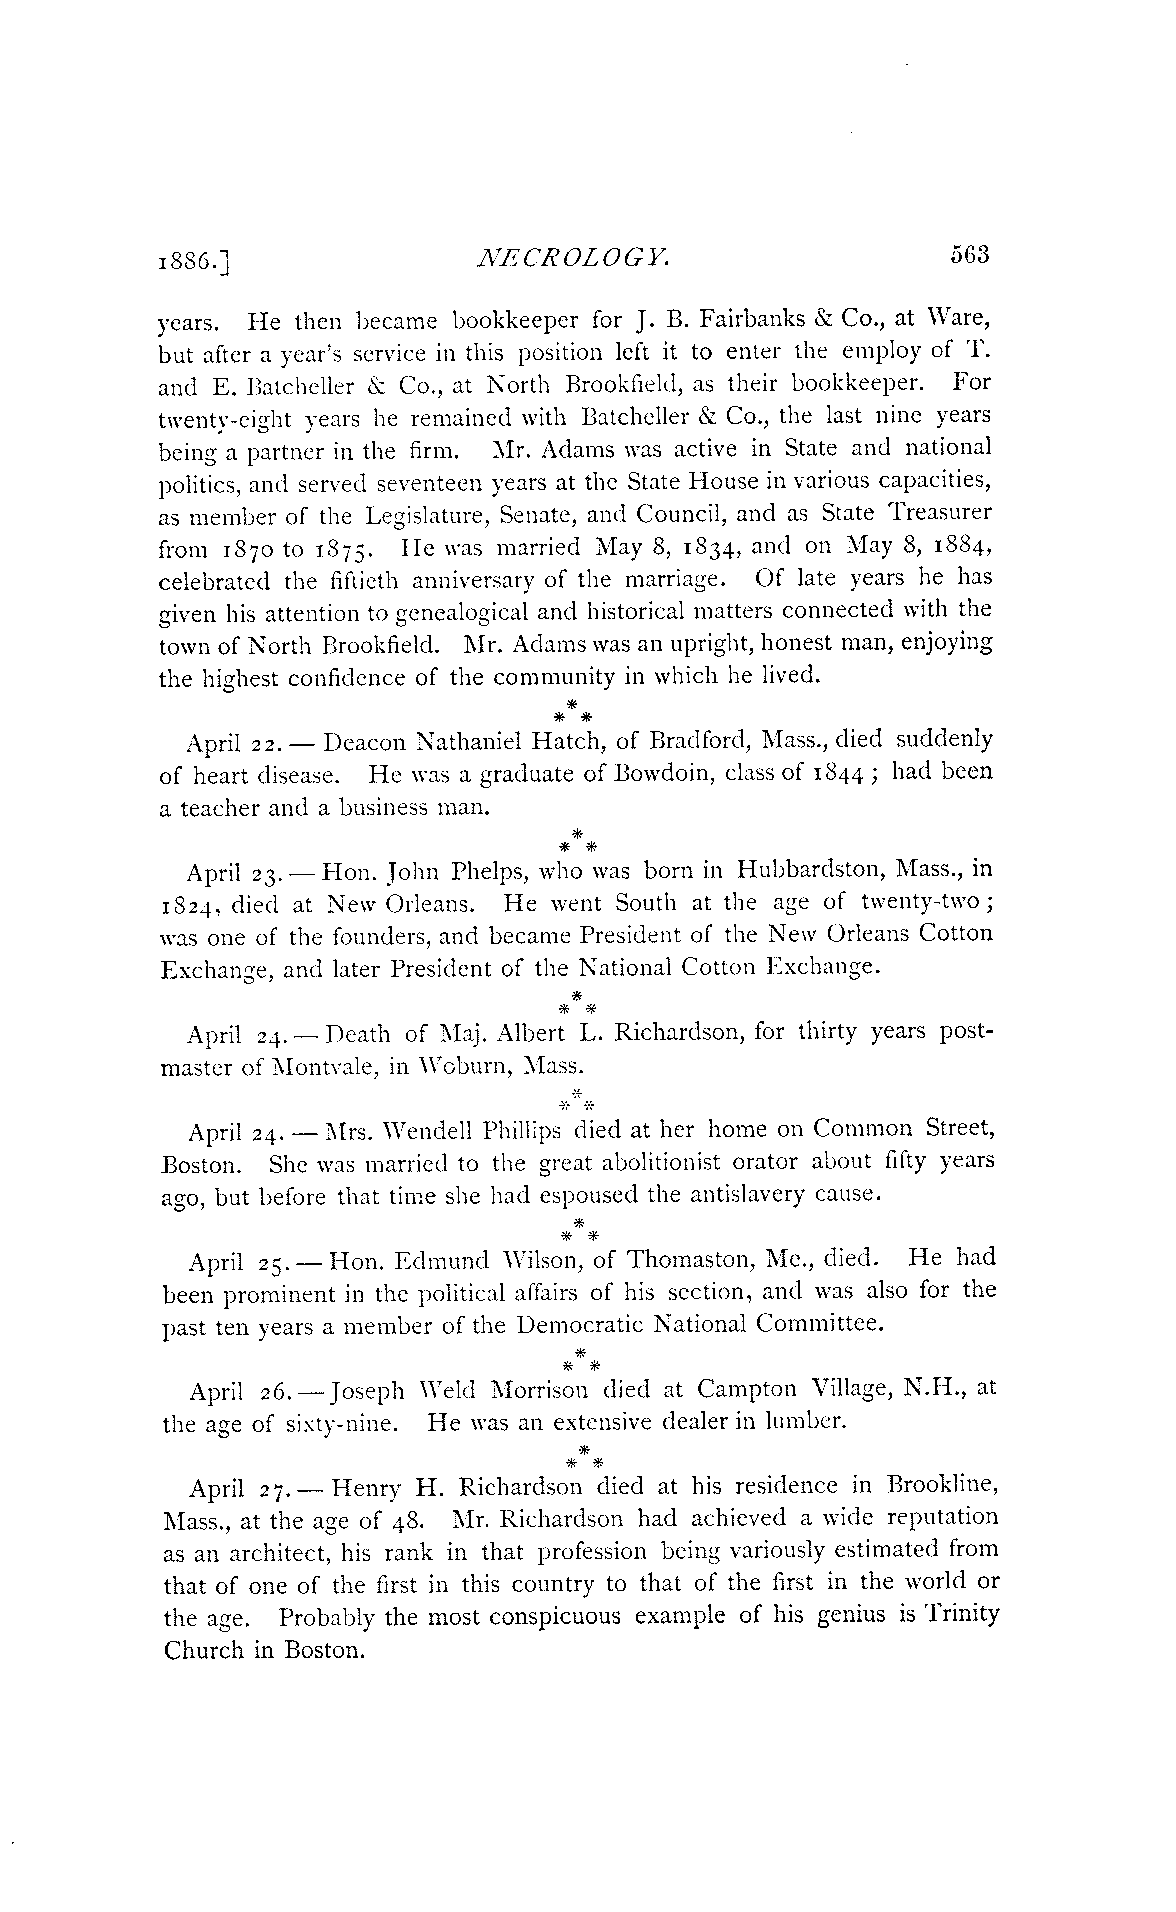 1886.] NECROLOGY. 563
years. He then became bookkeeper for J. B. Fairbanks & Co., at Ware,
but after a year's service in this position left it to enter the employ of T.
and E. Batcheller & Co., at North Brookfield, as their bookkeeper. For
twenty-eight years he remained with Batcheller & Co., the last nine years
being a partner in the firm. Mr. Adams was active in State and national
politics, and served seventeen years at the State House in various capacities,
as member of the Legislature, Senate, and Council, and as State Treasurer
from 1870 to 1875. He was married May 8, 1834, and on May 8, 1884,
celebrated the fiftieth anniversary of the marriage. Of late years he has
given his attention to genealogical and historical matters connected with the
town of North Brookfield. Mr. Adams was an upright, honest man, enjoying
the highest confidence of the community in which he lived.
* * *
April 22. — Deacon Nathaniel Hatch, of Bradford, Mass., died suddenly
of heart disease. He was a graduate of Bowdoin, class of 1844; had been
a teacher and a business man.
* * *
April 23. — Hon. John Phelps, who was born in Hubbardston, Mass., in
1824, died at New Orleans. He went South at the age of twenty-two;
was one of the founders, and became President of the New Orleans Cotton
Exchange, and later President of the National Cotton Exchange.
* * *
April 24. — Death of Maj. Albert L. Richardson, for thirty years post-
master of Montvale, in Woburn, Mass.
* * *
April 24. — Mrs. Wendell Phillips died at her home on Common Street,
Boston. She was married to the great abolitionist orator about fifty years
ago, but before that time she had espoused the antislavery cause.
* * *
April 25. — Hon. Edmund Wilson, of Thomaston, Me., died. He had
been prominent in the political affairs of his section, and was also for the
past ten years a member of the Democratic National Committee.
* * *
April 26. — Joseph Weld Morrison died at Campton Village, N.H., at
the age of sixty-nine. He was an extensive dealer in lumber.
* * *
April 27. — Henry H. Richardson died at his residence in Brookline,
Mass., at the age of 48. Mr. Richardson had achieved a wide reputation
as an architect, his rank in that profession being variously estimated from
that of one of the first in this country to that of the first in the world or
the age. Probably the most conspicuous example of his genius is Trinity
Church in Boston.